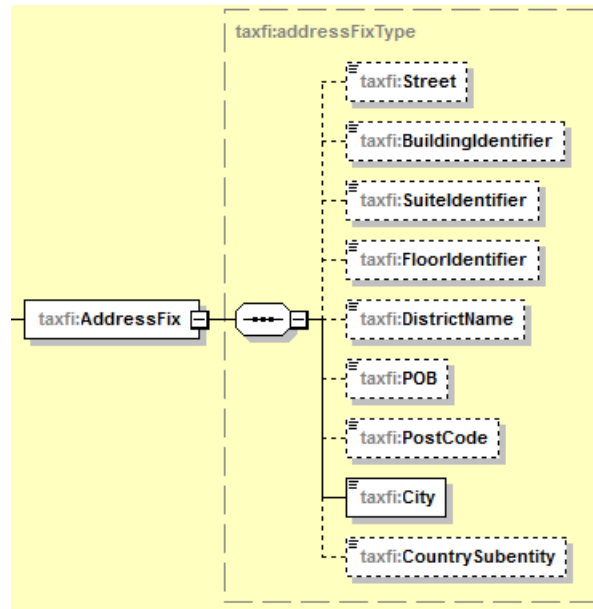 taxfi:addressFixType
taxfi:Street
taxfi:BuildingIdentifier
taxfi:SuiteIdentifier
taxfi:FloorIdentifier
taxfi:AddressFix
taxfi:DistrictName
taxfi:POB
taxfi:PostCode
taxfi:City
taxfi:CountrySubentity